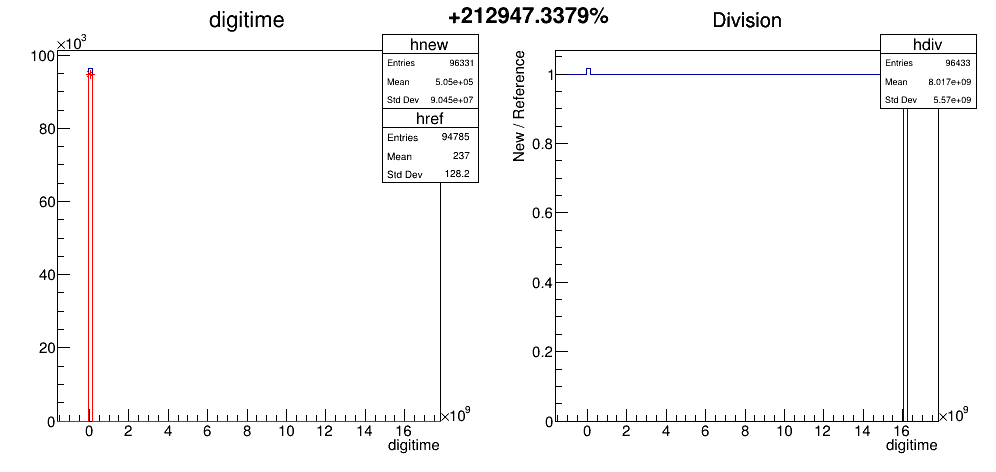 +212947.3379%
digitime
×10³
100
80
60
40
20
0
0 2 4 6 8 10 12 14 16
×10⁹
digitime
hnew
Entries 96331
Mean 5.05e+05
Std Dev 9.045e+07
href
Entries 94785
Mean 237
Std Dev 128.2
Division
New / Reference
1
0.8
0.6
0.4
0.2
0
0 2 4 6 8 10 12 14 16
×10⁹
digitime
hdiv
Entries 96433
Mean 8.017e+09
Std Dev 5.57e+09